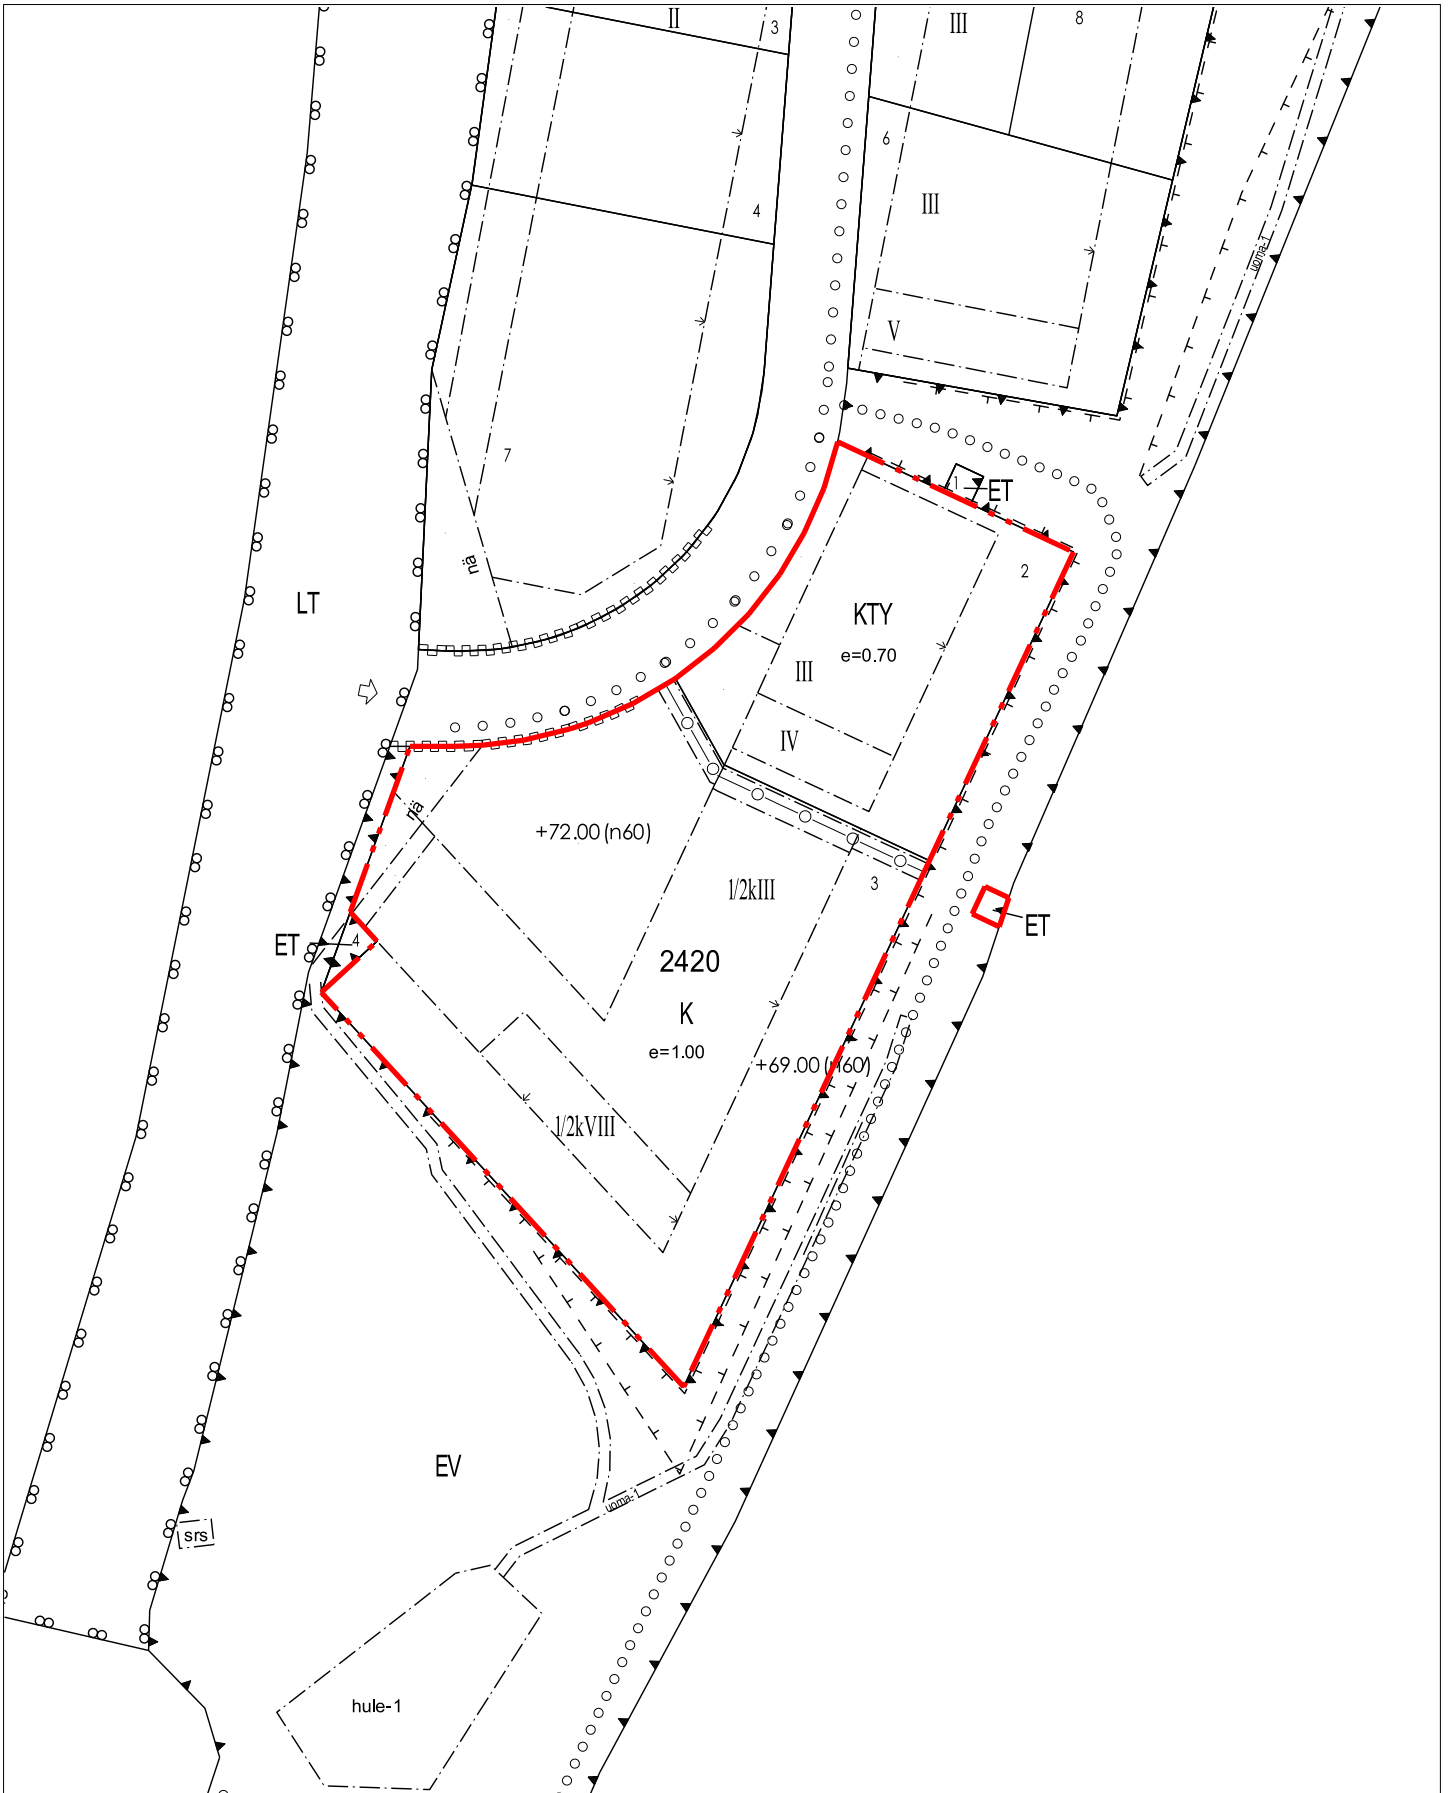 II
3
III
8
6
4
III
uoma-1
V
7
1
ET
nä
2
LT
KTY
e=0.70
III
IV
nä
+72.00 (n60)
1/2kIII
3
ET
ET
4
2420
K
e=1.00
+69.00 (n60)
1/2kVIII
EV
uoma-1
srs
hule-1